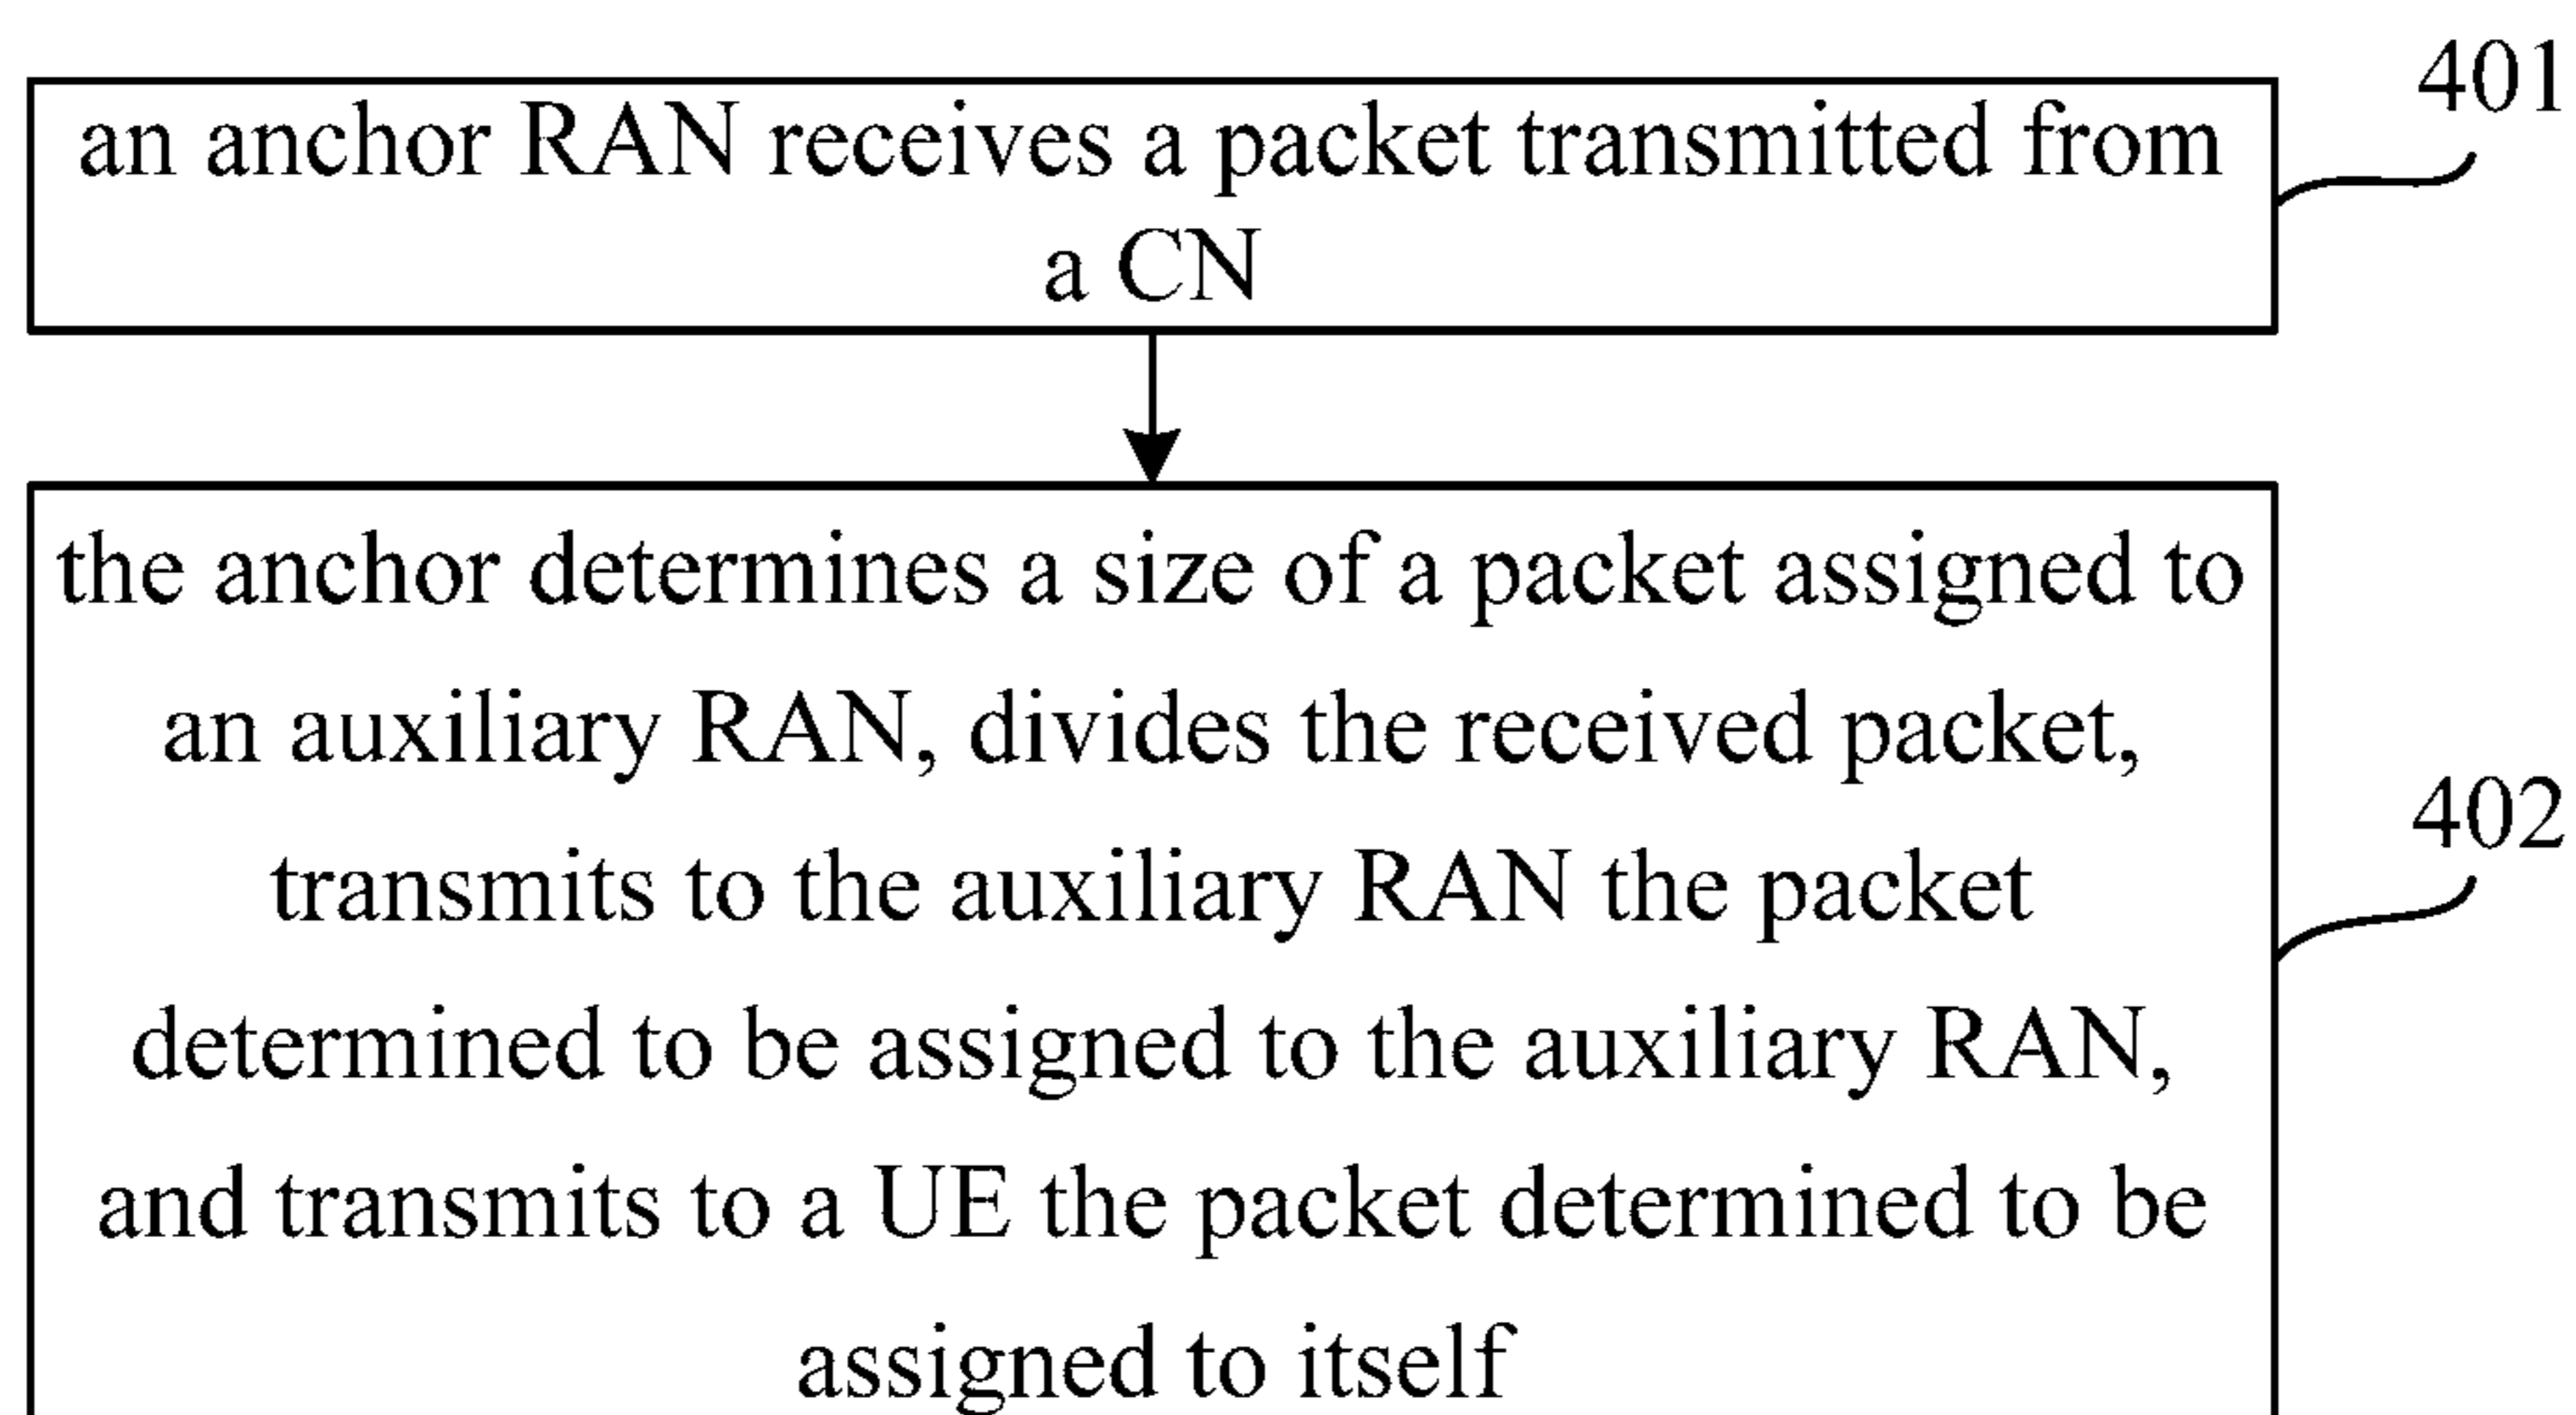 401
an anchor RAN receives a packet transmitted from
a CN
the anchor determines a size of a packet assigned to
an auxiliary RAN, divides the received packet,
transmits to the auxiliary RAN the packet
determined to be assigned to the auxiliary RAN,
and transmits to a UE the packet determined to be
assigned to itself
402